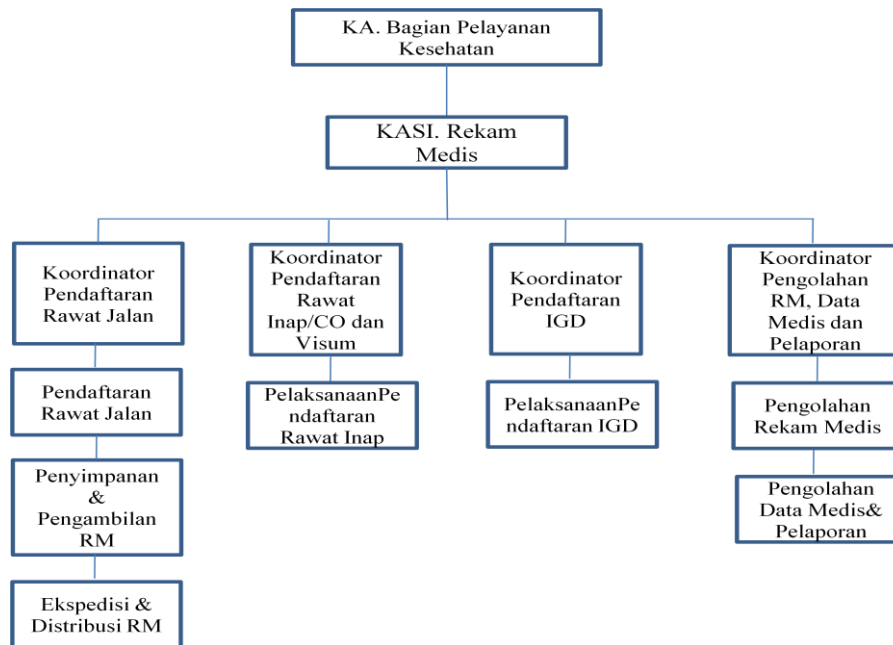 KA. Bagian Pelayanan
Kesehatan
KASI. Rekam
Medis
Koordinator
Pendaftaran
Rawat Jalan
Koordinator
Pendaftaran
Rawat
Inap/CO dan
Visum
Koordinator
Pendaftaran
IGD
Koordinator
Pengolahan
RM, Data
Medis dan
Pelaporan
Pendaftaran
Rawat Jalan
PelaksanaanPe
ndaftaran
Rawat Inap
PelaksanaanPe
ndaftaran IGD
Pengolahan
Rekam Medis
Penyimpanan
&
Pengambilan
RM
Pengolahan
Data Medis&
Pelaporan
Ekspedisi &
Distribusi RM